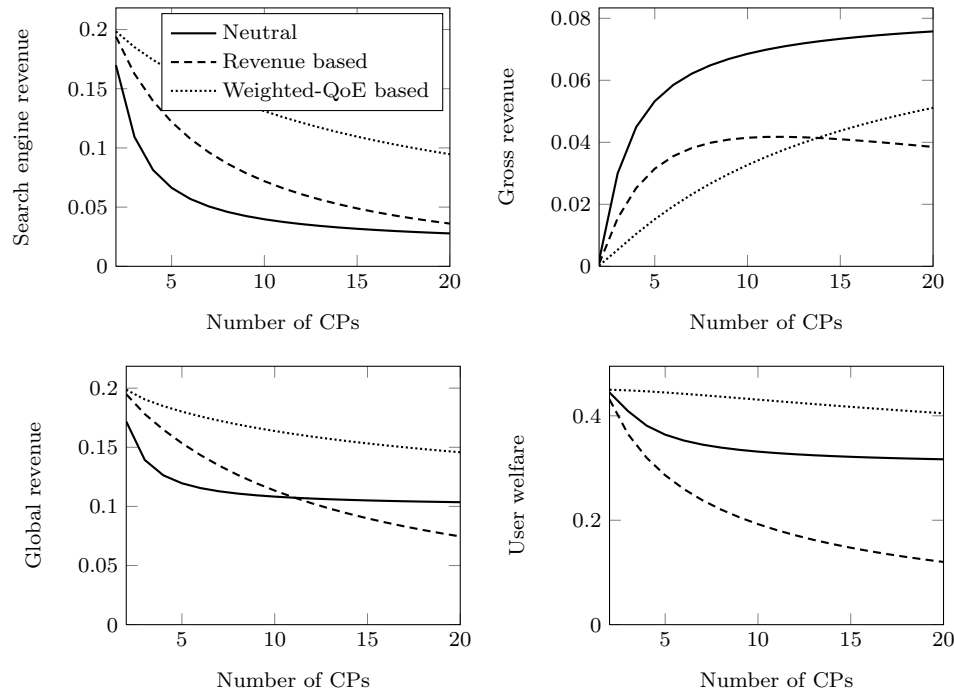 Search engine revenue
0.2
0.15
0.1
0.05
0
Neutral
Revenue based
Weighted-QoE based
5 10 15 20
Number of CPs
Gross revenue
0.08
0.06
0.04
0.02
0
5 10 15 20
Number of CPs
Global revenue
0.2
0.15
0.1
0.05
0
5 10 15 20
Number of CPs
User welfare
0.4
0.2
0
5 10 15 20
Number of CPs